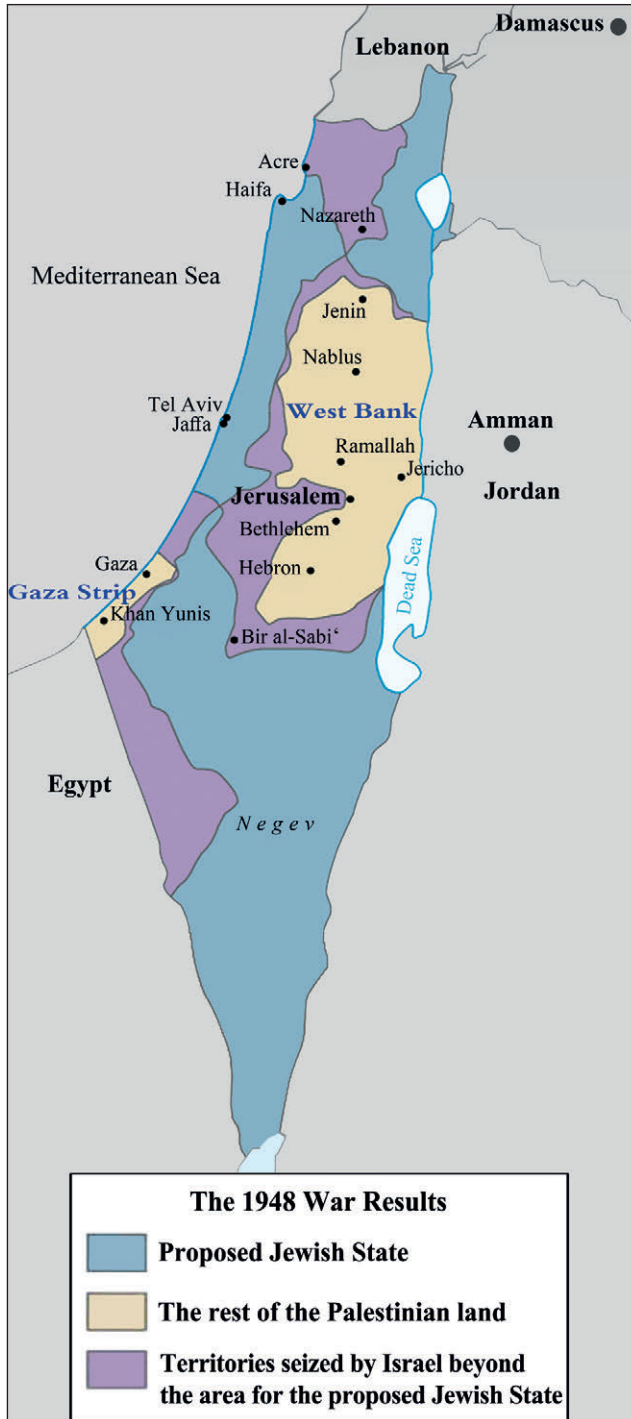 Damascus
Lebanon
Acre
Haifa
Nazareth
Mediterranean Sea
Jenin
Nablus
Tel Aviv
Jaffa
West Bank
Amman
Ramallah
Jericho
Jordan
Jerusalem
Bethlehem
Gaza
Hebron
Dead Sea
Gaza Strip
Khan Yunis
Bir al-Sabi‘
Egypt
Negev
The 1948 War Results
Proposed Jewish State
The rest of the Palestinian land
Territories seized by Israel beyond
the area for the proposed Jewish State